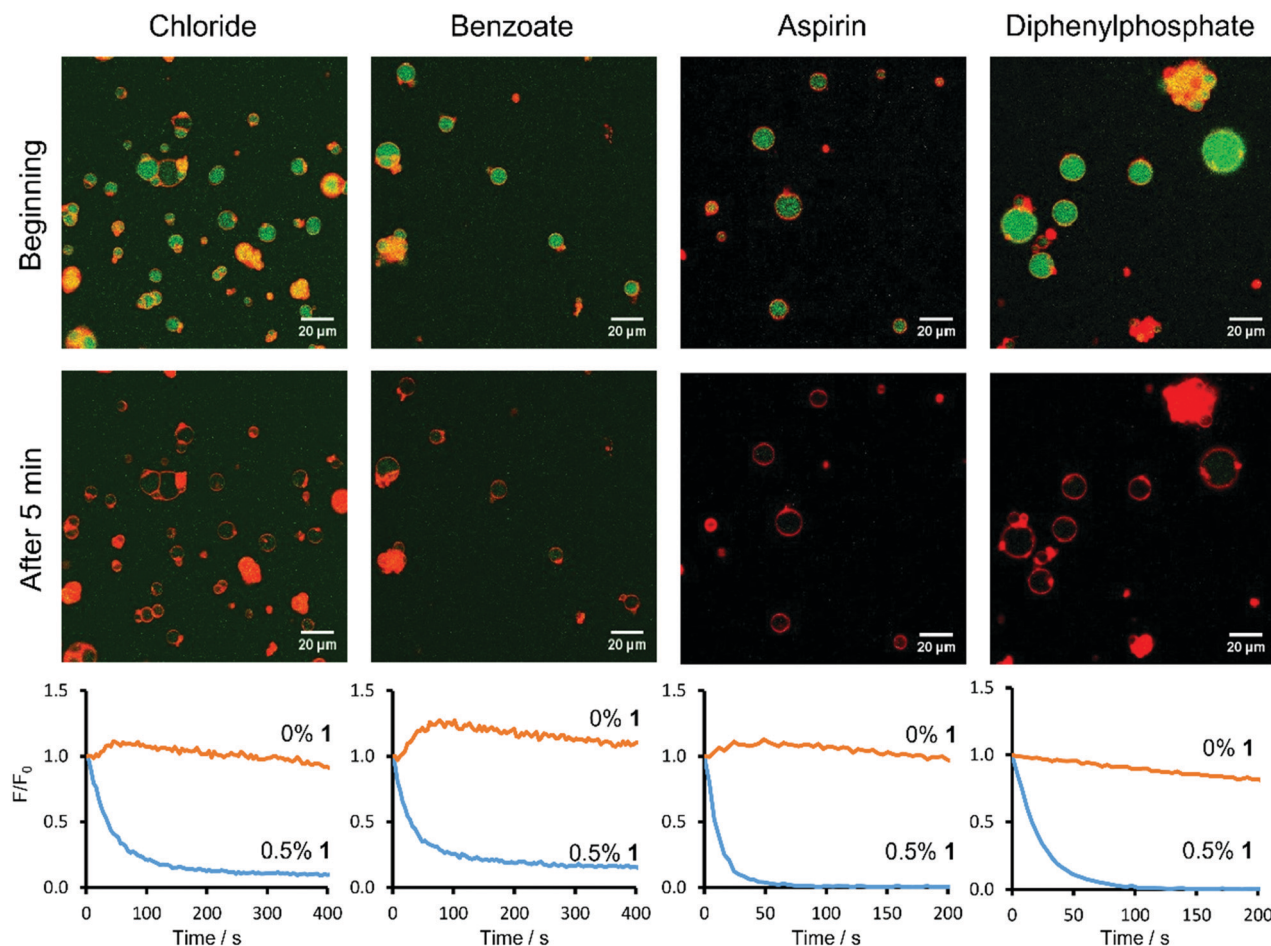 Chloride Benzoate Aspirin Diphenylphosphate
Beginning
20 μm 20 μm 20 μm 20 μm
After 5 min
20 μm 20 μm 20 μm 20 μm
1.5 1.5 1.5 1.5
0% 1 0% 1 0% 1 0% 1
1.0 1.0 1.0 1.0
F/F0
0.5 0.5 0.5 0.5
0.5% 1 0.5% 1 0.5% 1 0.5% 1
0.0 0.0 0.0 0.0
0 100 200 300 400 0 100 200 300 400 0 50 100 150 200 0 50 100 150 200
Time / s Time / s Time / s Time / s